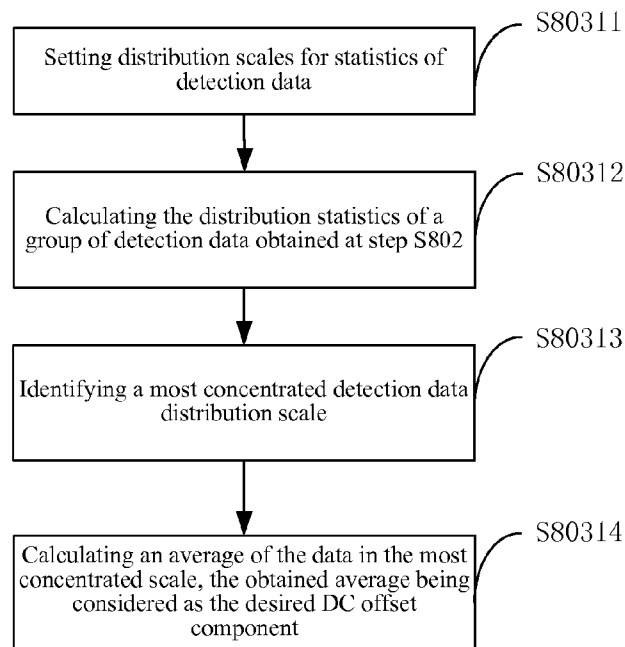 S80311
Setting distribution scales for statistics of
detection data
S80312
Calculating the distribution statistics of a
group of detection data obtained at step S802
S80313
Identifying a most concentrated detection data
distribution scale
S80314
Calculating an average of the data in the most
concentrated scale, the obtained average being
considered as the desired DC offset
component